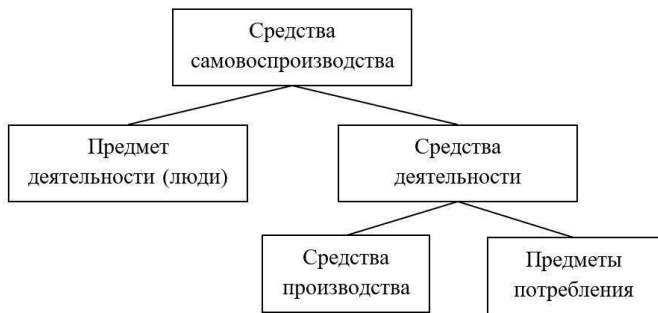 Средства
самовоспроизводства
Предмет
деятельности (люди)
Средства
деятельности
Средства
производства
Предметы
потребления